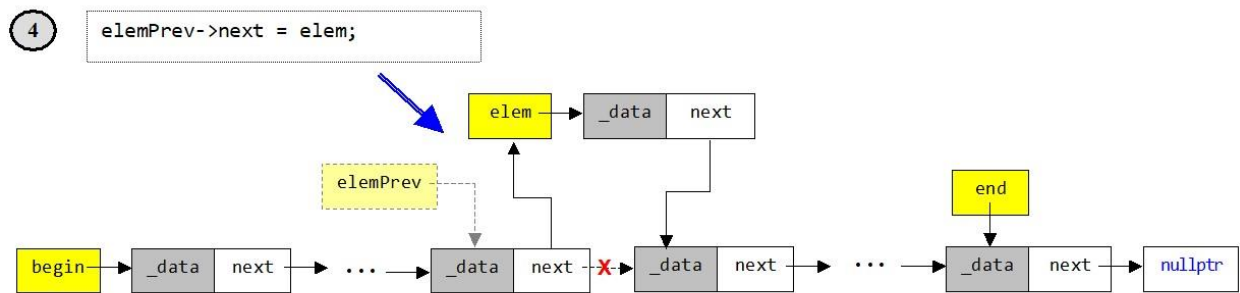 4
elemPrev->next = elem;
elem
_data
next
elemPrev
end
begin
_data
next
...
_data
next
X
_data
next
...
_data
next
nullptr